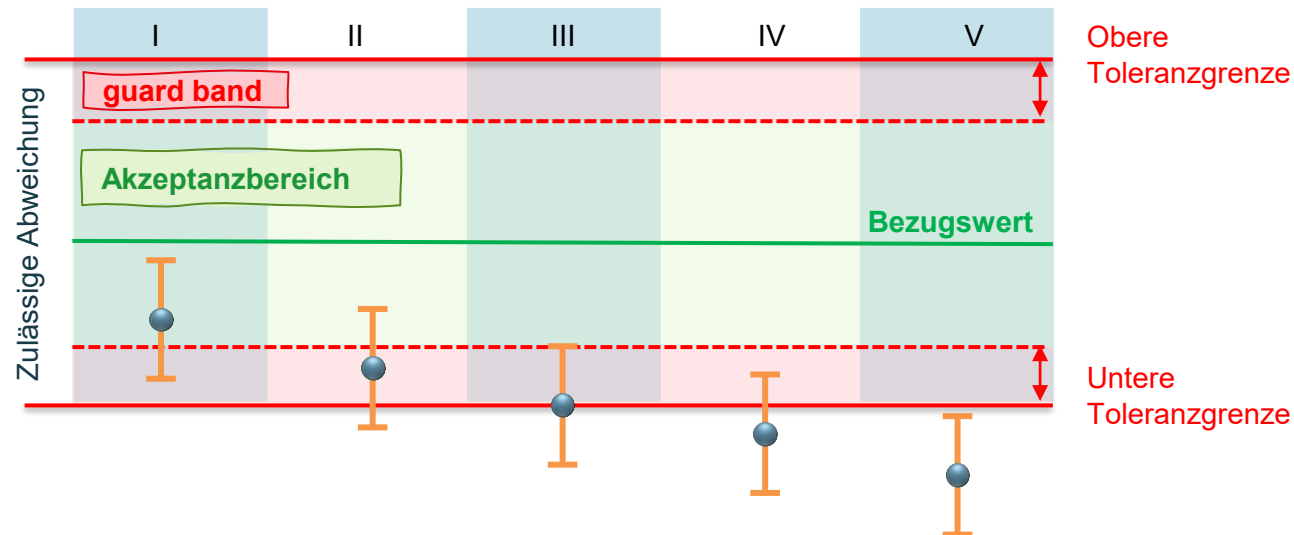 I
II
III
IV
V
Obere
Toleranzgrenze
guard band
Akzeptanzbereich
Bezugswert
Zulässige Abweichung
Untere
Toleranzgrenze